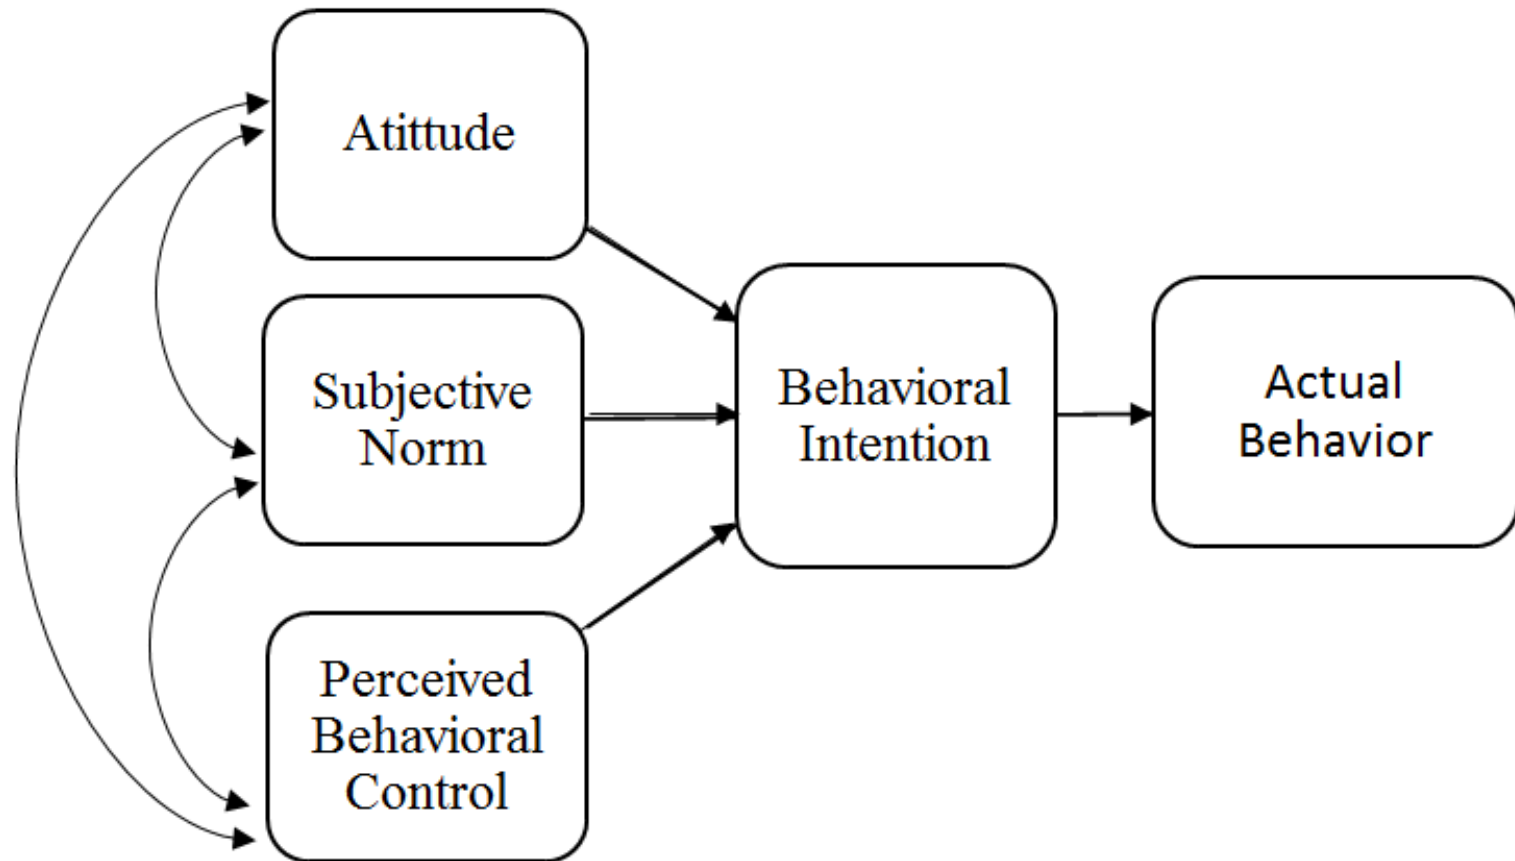 Atittude
Subjective
Norm
Perceived
Behavioral
Control
Behavioral
Intention
Actual
Behavior